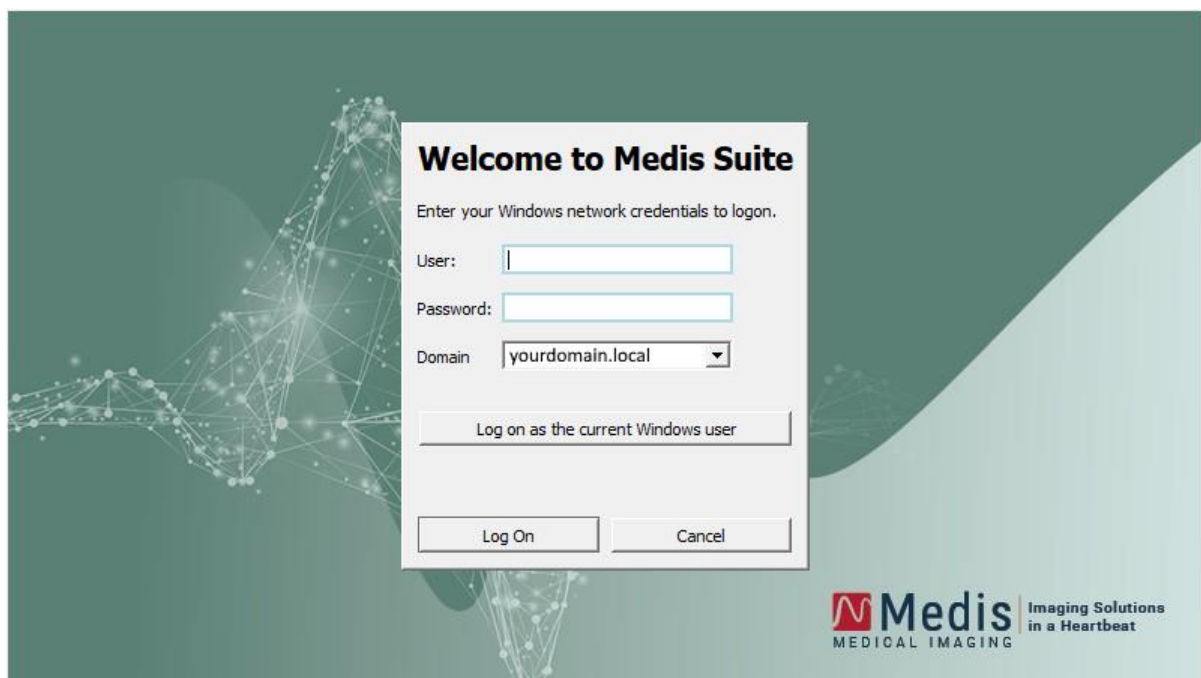 Welcome to Medis Suite
Enter your Windows network credentials to logon.
User:
Password:
Domain yourdomain.local
Log on as the current Windows user
Log On Cancel
Medis
MEDICAL IMAGING
Imaging Solutions
in a Heartbeat